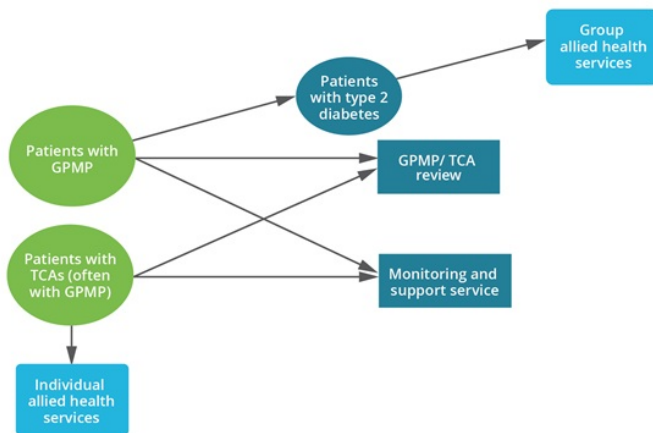 Group
allied health
services
Patients
with type 2
diabetes
Patients with
GPMP
GPMP/ TCA
review
Patients with
TCAs (often
with GPMP)
Monitoring and
support service
Individual
allied health
services